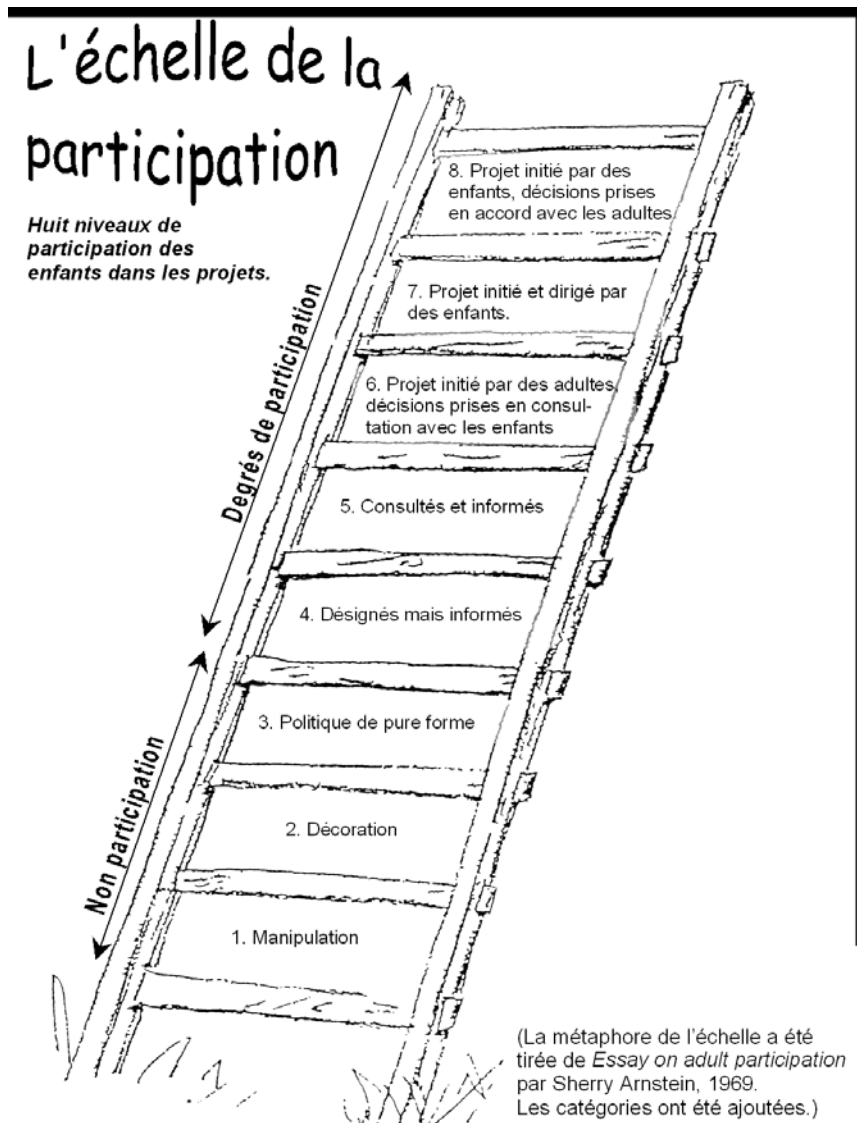 L'échelle de la
participation
Huit niveaux de
participation des
enfants dans les projets.
Degrés de participation
Non participation
8. Projet initié par des
enfants, décisions prises
en accord avec les adultes
7. Projet initié et dirigé par
des enfants.
6. Projet initié par des adultes,
décisions prises en consul-
tation avec les enfants
5. Consultés et informés
4. Désignés mais informés
3. Politique de pure forme
2. Décoration
1. Manipulation
(La métaphore de l'échelle a été
tirée de Essay on adult participation
par Sherry Arnstein, 1969.
Les catégories ont été ajoutées.)